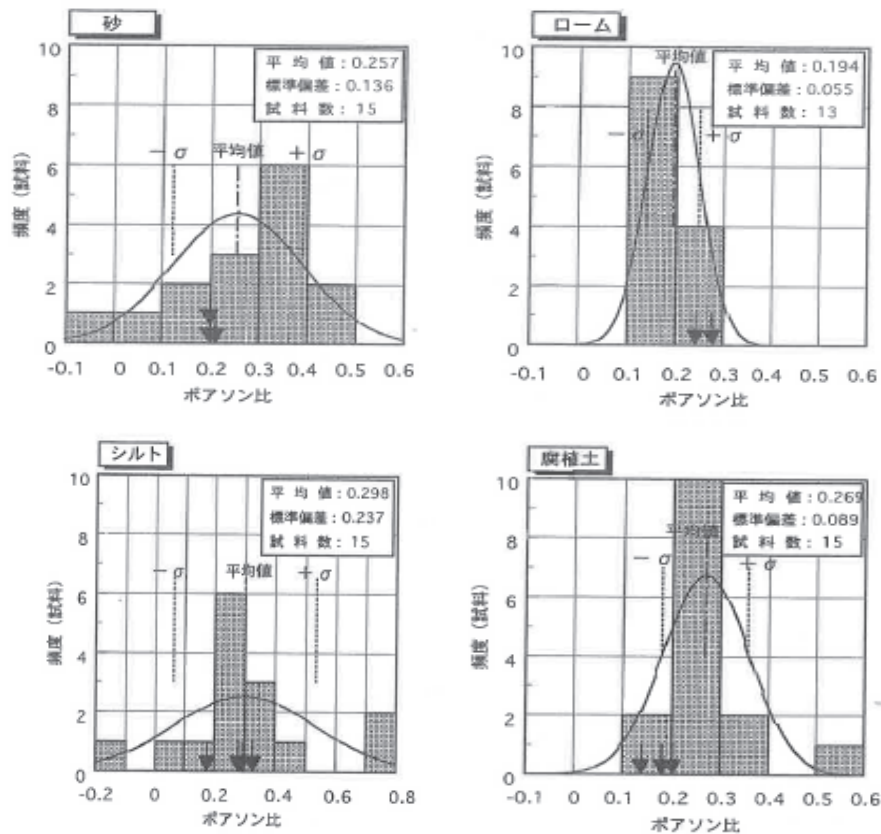 砂
平均値:0.257
標準偏差:0.136
試料数:15
-σ 平均値 +σ
頻度(試料)
10
8
6
4
2
0
-0.1 0 0.1 0.2 0.3 0.4 0.5 0.6
ポアソン比
ローム
平均値:0.194
標準偏差:0.055
試料数:13
平均値
-σ +σ
頻度(試料)
10
8
6
4
2
0
-0.1 0 0.1 0.2 0.3 0.4 0.5 0.6
ポアソン比
シルト
平均値:0.298
標準偏差:0.237
試料数:15
-σ 平均値 +σ
頻度(試料)
10
8
6
4
2
0
-0.2 0 0.2 0.4 0.6 0.8
ポアソン比
腐植土
平均値:0.269
標準偏差:0.089
試料数:15
平均値
-σ +σ
頻度(試料)
10
8
6
4
2
0
-0.1 0 0.1 0.2 0.3 0.4 0.5 0.6
ポアソン比